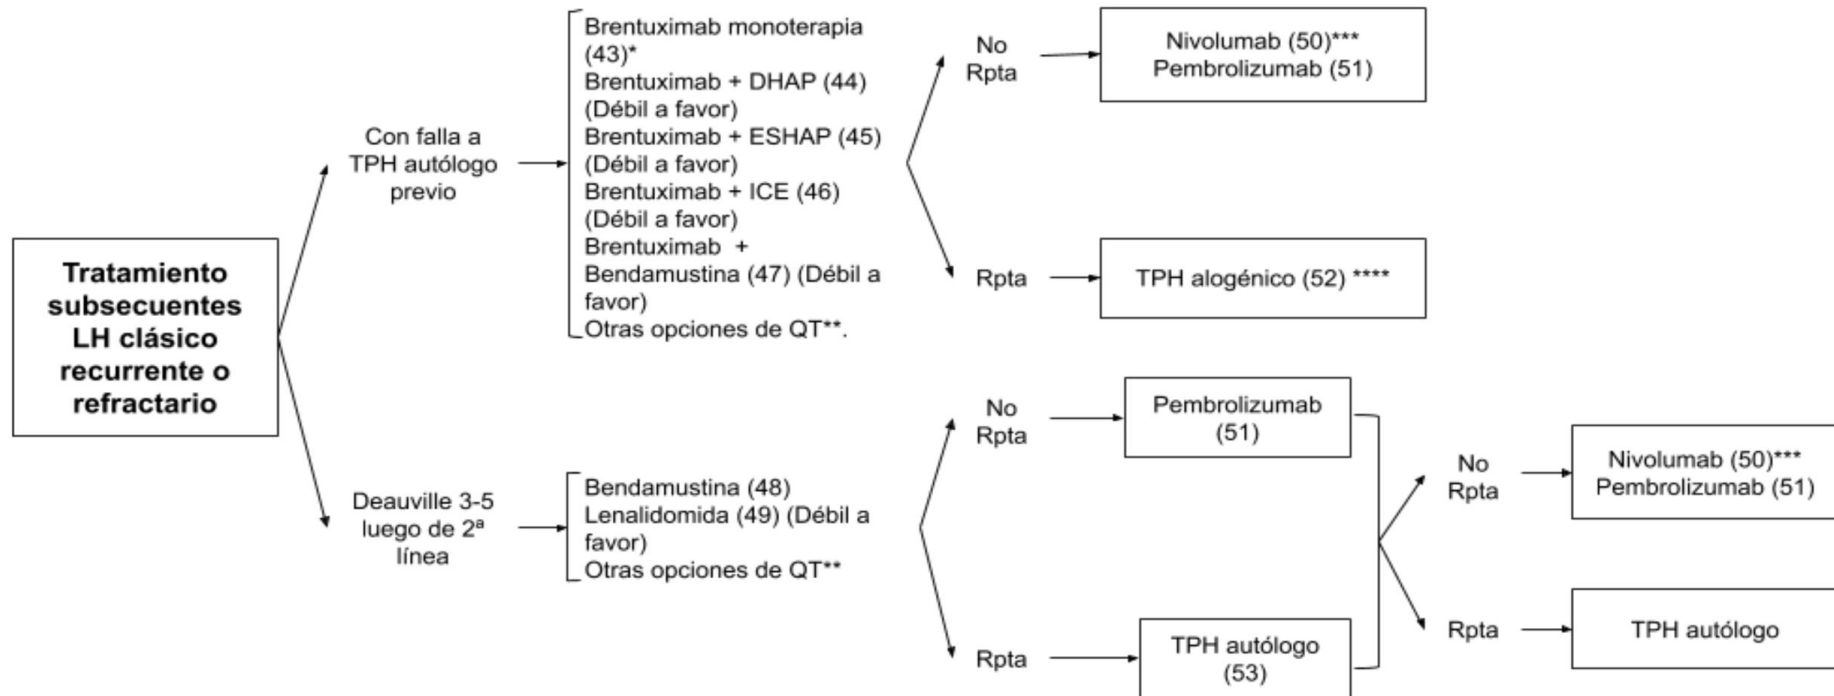 Tratamiento
subsecuentes
LH clásico
recurrente o
refractario
Con falla a
TPH autólogo
previo
Brentuximab monoterapia
(43)*
Brentuximab + DHAP (44)
(Débil a favor)
Brentuximab + ESHAP (45)
(Débil a favor)
Brentuximab + ICE (46)
(Débil a favor)
Brentuximab +
Bendamustina (47) (Débil a
favor)
Otras opciones de QT**.
No
Rpta
Nivolumab (50)***
Pembrolizumab (51)
Rpta
TPH alogénico (52) ****
Deauville 3-5
luego de 2ª
línea
Bendamustina (48)
Lenalidomida (49) (Débil a
favor)
Otras opciones de QT**
No
Rpta
Pembrolizumab
(51)
Rpta
TPH autólogo
(53)
No
Rpta
Nivolumab (50)***
Pembrolizumab (51)
Rpta
TPH autólogo